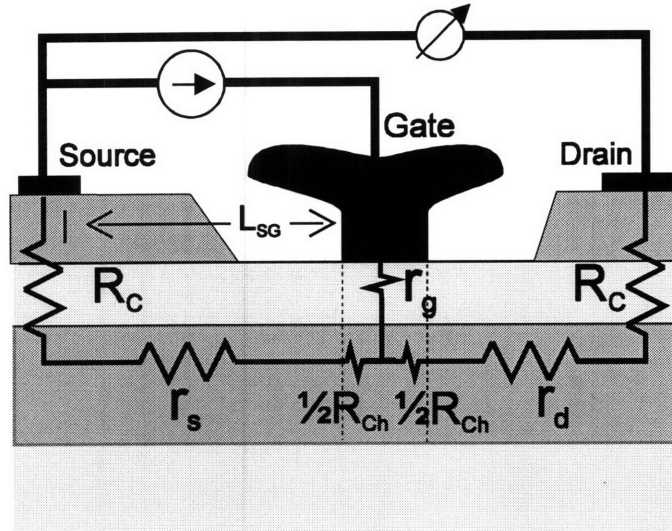 Gate
Source
Drain
L_SG
R_C
r_g
R_C
r_s
½R_Ch
½R_Ch
r_d